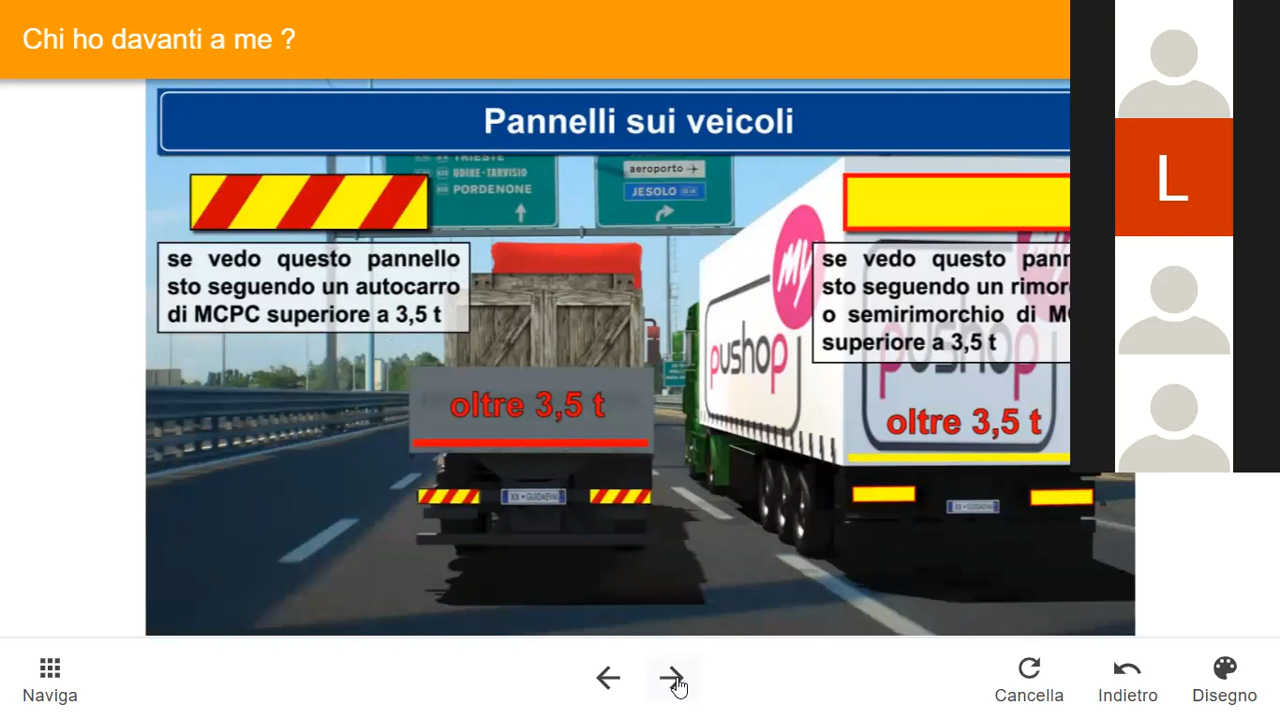 Chi ho davanti a me ?
Pannelli sui veicoli
TRIESTE
UDINE-TARVISIO
PORDENONE
aeroporto
JESOLO
L
se vedo questo pannello
sto seguendo un autocarro
di MCPC superiore a 3,5 t
se vedo questo
sto seguendo un
o semirimorchio di
superiore a 3,5 t
my
pushop
pushop
oltre 3,5 t
oltre 3,5 t
Naviga
Cancella
Indietro
Disegno